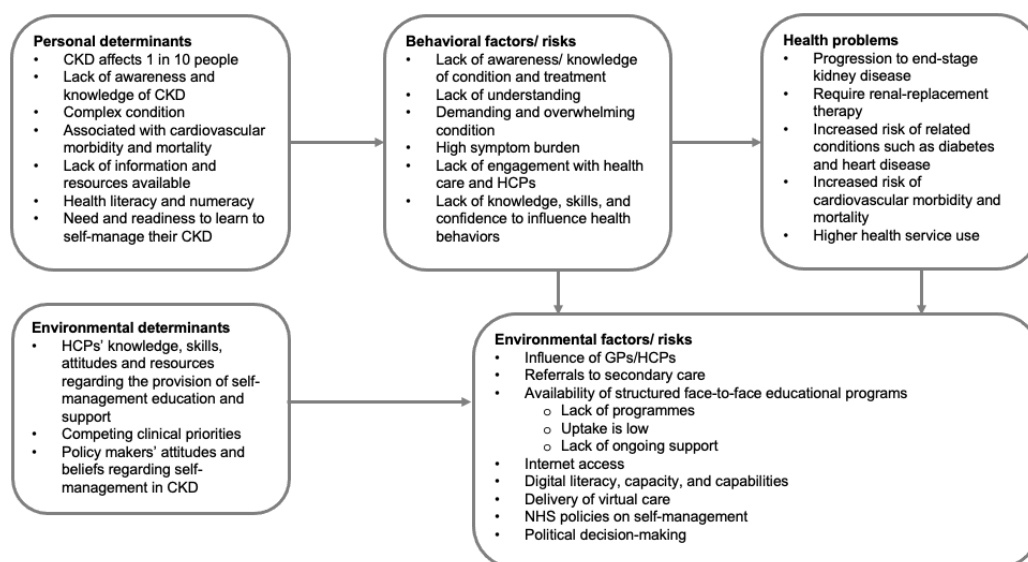 Personal determinants
• CKD affects 1 in 10 people
• Lack of awareness and
knowledge of CKD
• Complex condition
• Associated with cardiovascular
morbidity and mortality
• Lack of information and
resources available
• Health literacy and numeracy
• Need and readiness to learn to
self-manage their CKD
Behavioral factors/ risks
• Lack of awareness/ knowledge
of condition and treatment
• Lack of understanding
• Demanding and overwhelming
condition
• High symptom burden
• Lack of engagement with health
care and HCPs
• Lack of knowledge, skills, and
confidence to influence health
behaviors
Health problems
• Progression to end-stage
kidney disease
• Require renal-replacement
therapy
• Increased risk of related
conditions such as diabetes
and heart disease
• Increased risk of
cardiovascular morbidity and
mortality
• Higher health service use
Environmental determinants
• HCPs' knowledge, skills,
attitudes and resources
regarding the provision of self-
management education and
support
• Competing clinical priorities
• Policy makers' attitudes and
beliefs regarding self-
management in CKD
Environmental factors/ risks
• Influence of GPs/HCPs
• Referrals to secondary care
• Availability of structured face-to-face educational programs
o Lack of programmes
o Uptake is low
o Lack of ongoing support
• Internet access
• Digital literacy, capacity, and capabilities
• Delivery of virtual care
• NHS policies on self-management
• Political decision-making